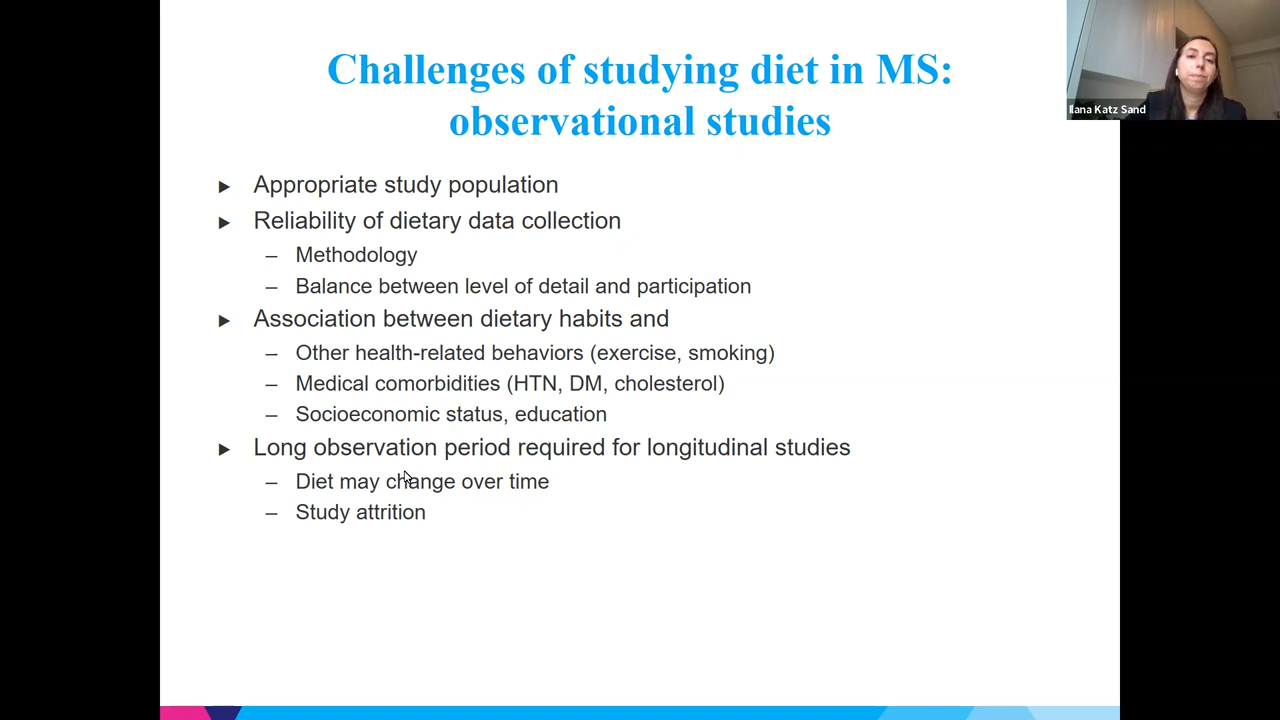 Challenges of studying diet in MS:
observational studies
Ilana Katz Sand
Appropriate study population
Reliability of dietary data collection
– Methodology
– Balance between level of detail and participation
Association between dietary habits and
– Other health-related behaviors (exercise, smoking)
– Medical comorbidities (HTN, DM, cholesterol)
– Socioeconomic status, education
Long observation period required for longitudinal studies
– Diet may change over time
– Study attrition